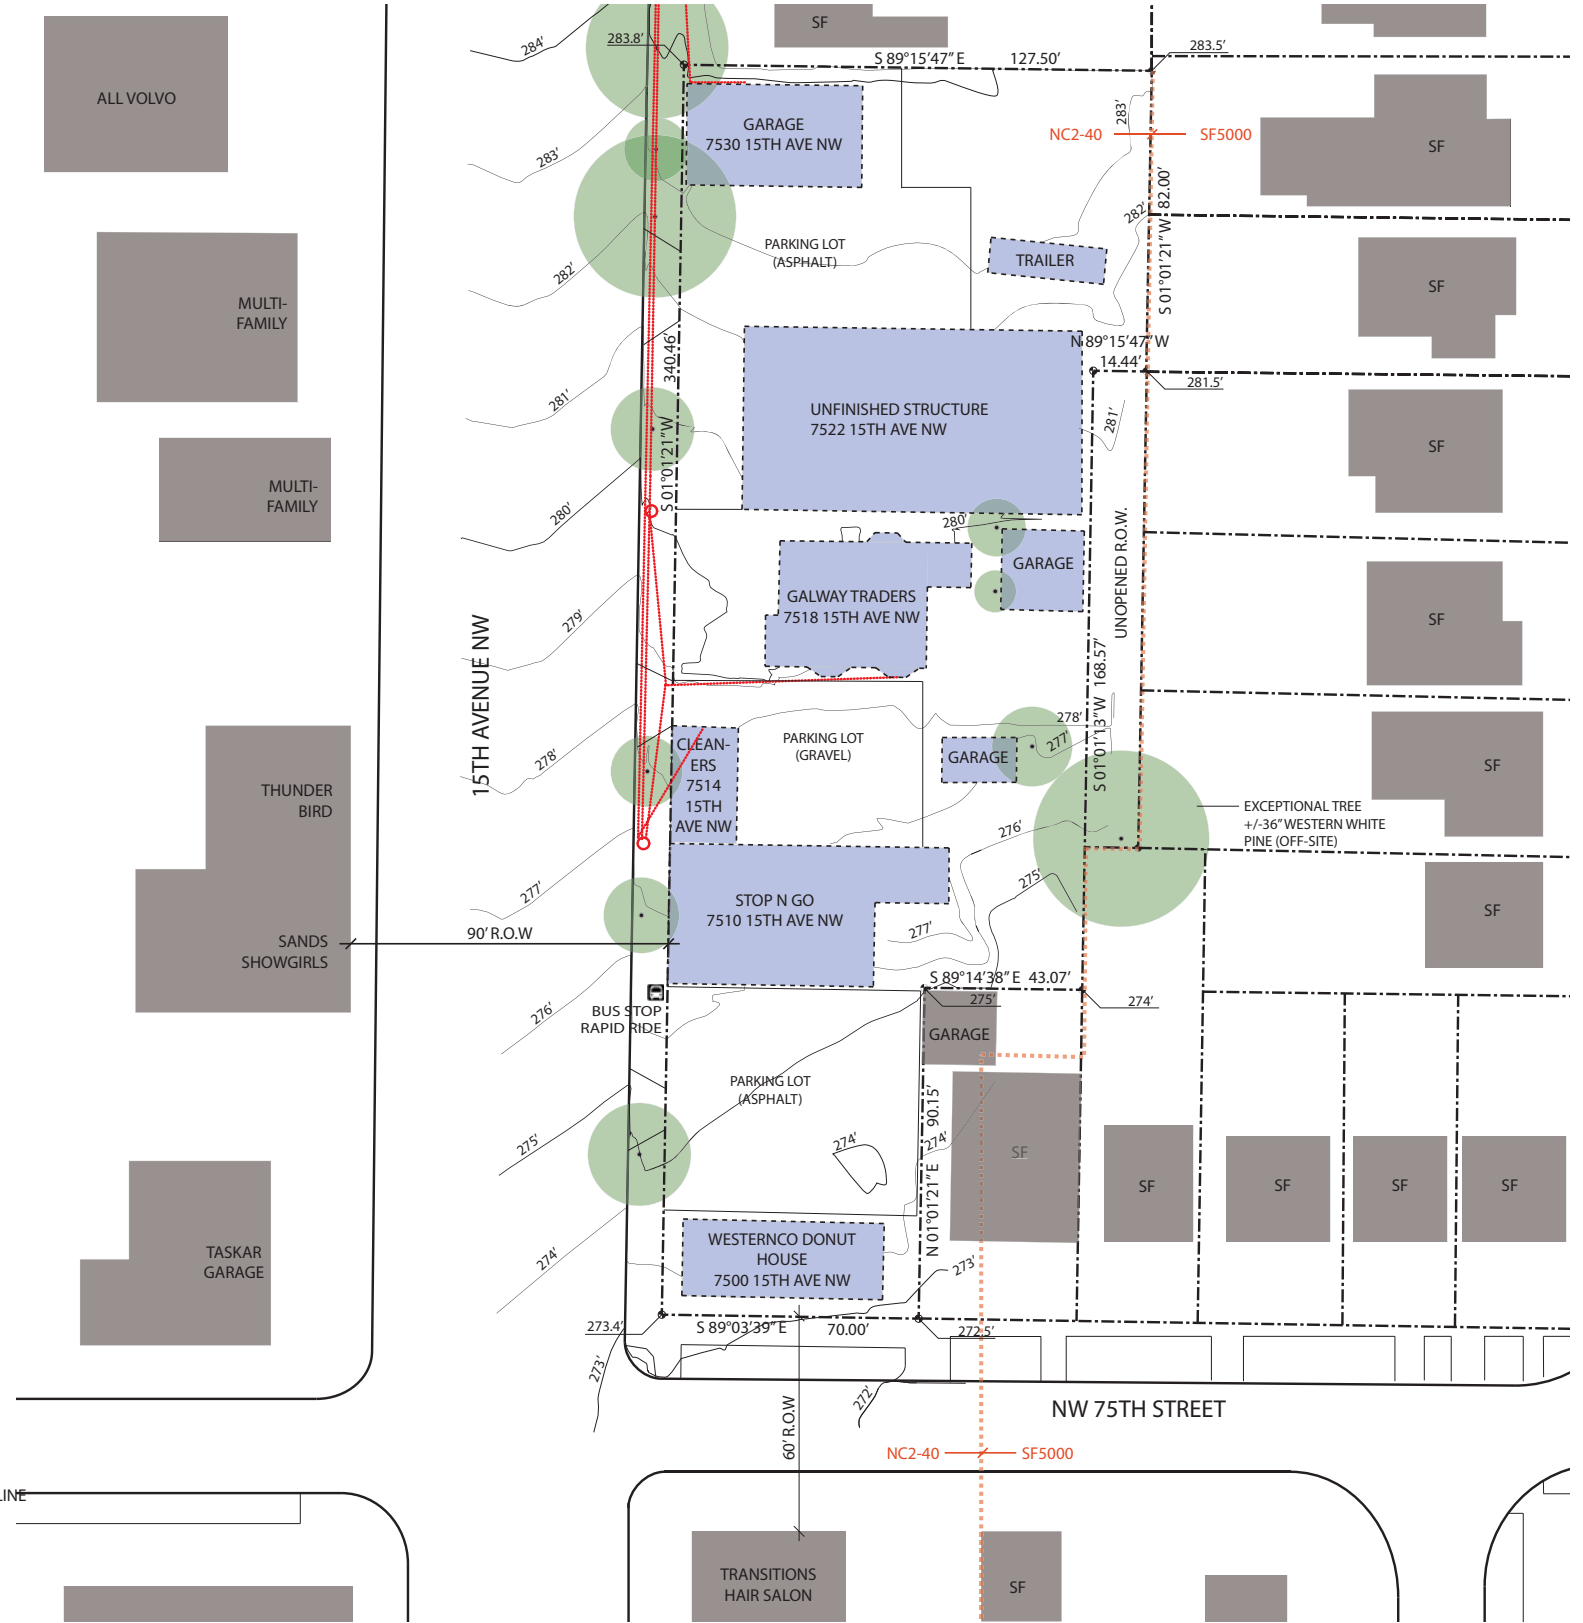 SF
284'
283.8'
S 89°15'47" E 127.50'
283.5'
ALL VOLVO
GARAGE
7530 15TH AVE NW
283'
NC2-40
SF5000
SF
283'
S 01°01'21" W 82.00'
282'
PARKING LOT
(ASPHALT)
TRAILER
282'
SF
MULTI-
FAMILY
340.46'
S 01°01'21" W
N 89°15'47" W
14.44'
281.5'
281'
UNFINISHED STRUCTURE
7522 15TH AVE NW
281'
SF
MULTI-
FAMILY
280'
280'
UNOPENED R.O.W.
GARAGE
GALWAY TRADERS
7518 15TH AVE NW
279'
SF
15TH AVENUE NW
S 01°01'13" W 168.57'
278'
277'
CLEAN-
ERS
7514
15TH
AVE NW
PARKING LOT
(GRAVEL)
GARAGE
278'
SF
THUNDER
BIRD
EXCEPTIONAL TREE
+/-36" WESTERN WHITE
PINE (OFF-SITE)
276'
275'
277'
STOP N GO
7510 15TH AVE NW
277'
SF
90' R.O.W
SANDS
SHOWGIRLS
S 89°14'38" E 43.07'
275'
274'
276'
BUS STOP
RAPID RIDE
GARAGE
PARKING LOT
(ASPHALT)
N 01°01'21" E 90.15'
275'
274'
274'
SF
SF
SF
SF
SF
TASKAR
GARAGE
274'
WESTERNCO DONUT
HOUSE
7500 15TH AVE NW
273'
273.4'
S 89°03'39" E 70.00'
272.5'
273'
272'
60' R.O.W
NW 75TH STREET
NC2-40
SF5000
LINE
TRANSITIONS
HAIR SALON
SF